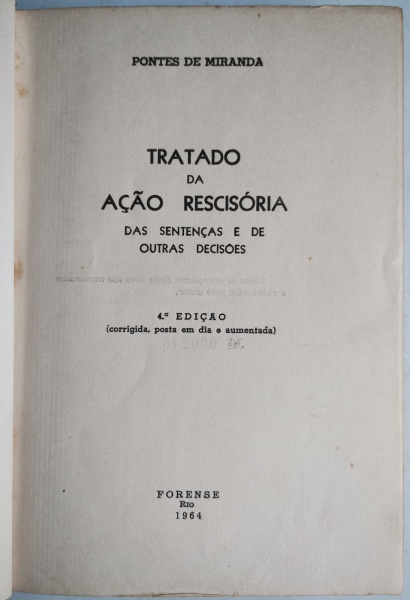 PONTES DE MIRANDA
TRATADO
DA
AÇÃO RESCISÓRIA
DAS SENTENÇAS E DE
OUTRAS DECISÕES
4.ª EDIÇÃO
(corrigida, posta em dia e aumentada)
FORENSE
RIO
1964